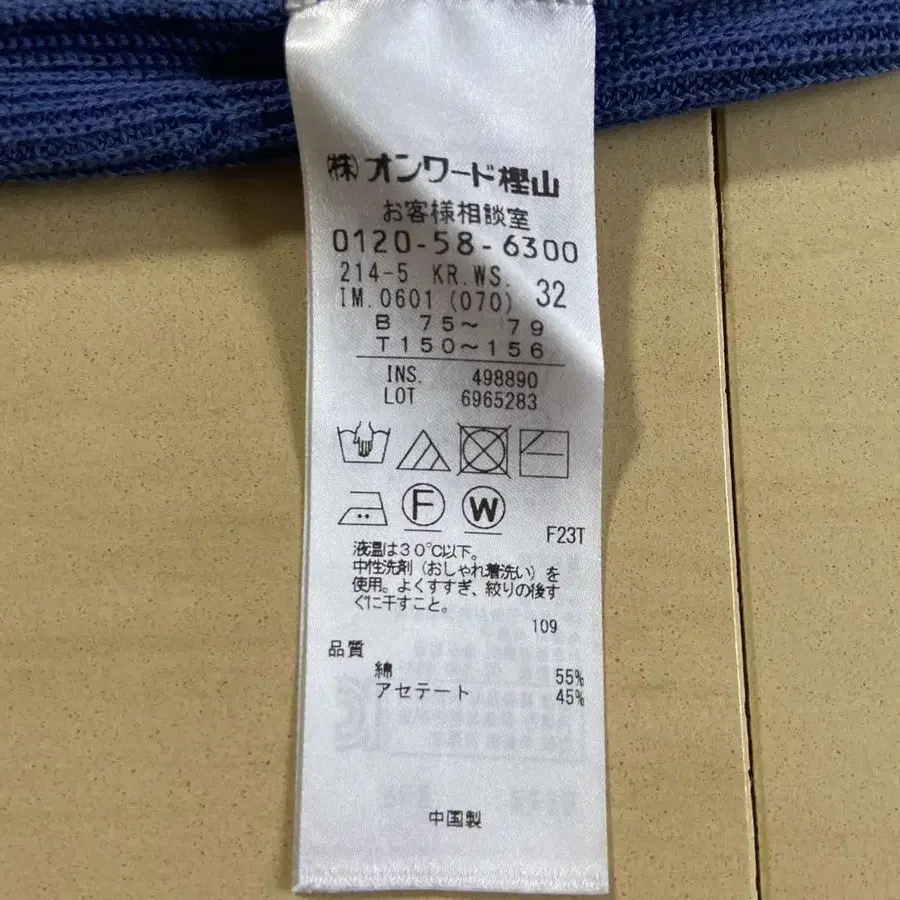 ㈱オンワード樫山
お客様相談室
0120-58-6300
214-5 KR.WS. 32
IM.0601 (070)
B 75〜 79
T150〜156
INS. 498890
LOT 6965283
F
W
F23T
液温は30℃以下。
中性洗剤（おしゃれ着洗い）を
使用。よくすすぎ、絞りの後す
ぐに干すこと。
109
品質
綿 55%
アセテート 45%
中国製